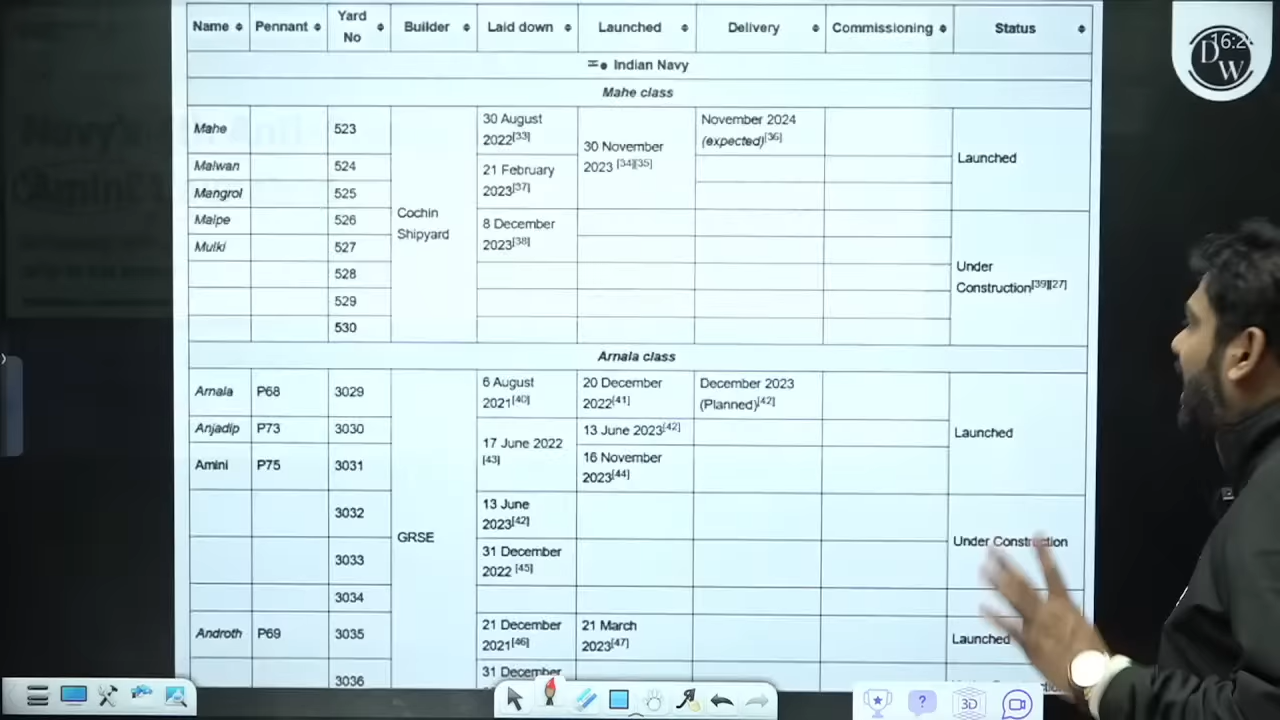 Name Pennant Yard No Builder Laid down Launched Delivery Commissioning Status
Indian Navy
Mahe class
Mahe 523 Cochin Shipyard 30 August 2022[33] 30 November 2023 [34][35] November 2024 (expected)[36] Launched
Malwan 524 21 February 2023[37]
Mangrol 525
Malpe 526 8 December 2023[38] Under Construction[39][27]
Mulki 527
528
529
530
Arnala class
Arnala P68 3029 GRSE 6 August 2021[40] 20 December 2022[41] December 2023 (Planned)[42] Launched
Anjadip P73 3030 17 June 2022 [43] 13 June 2023[42]
Amini P75 3031 16 November 2023[44]
3032 13 June 2023[42] Under Construction
3033 31 December 2022 [45]
3034
Androth P69 3035 21 December 2021[46] 21 March 2023[47] Launched
3036 31 December
DW
16:2
3D